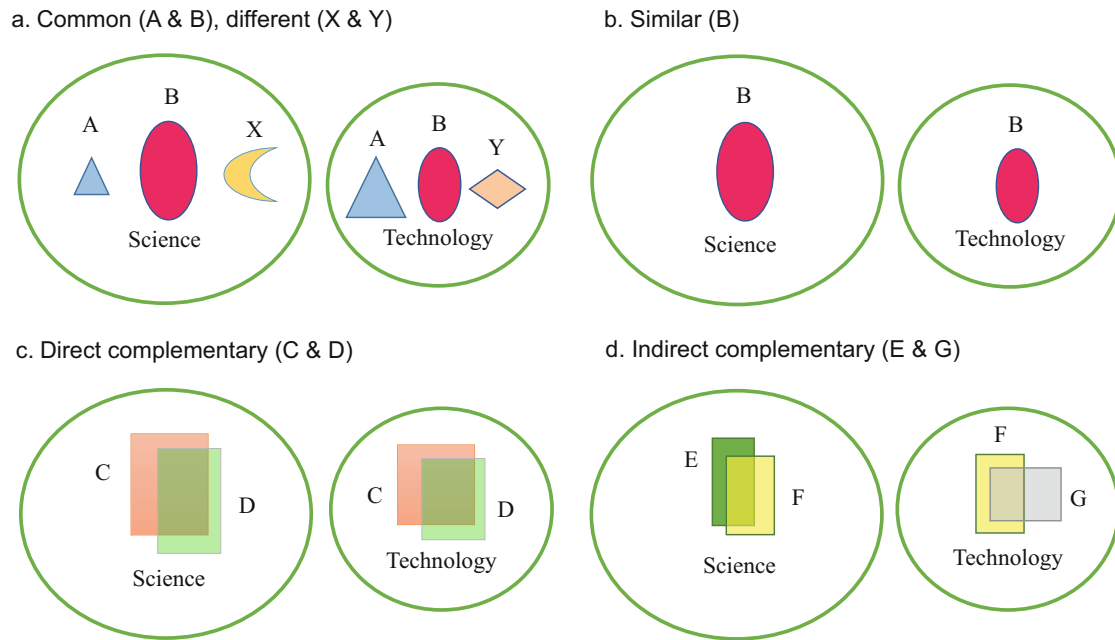 a. Common (A & B), different (X & Y)
A
B
X
Science
A
B
Y
Technology
b. Similar (B)
B
Science
B
Technology
c. Direct complementary (C & D)
C
D
Science
C
D
Technology
d. Indirect complementary (E & G)
E
F
Science
F
G
Technology